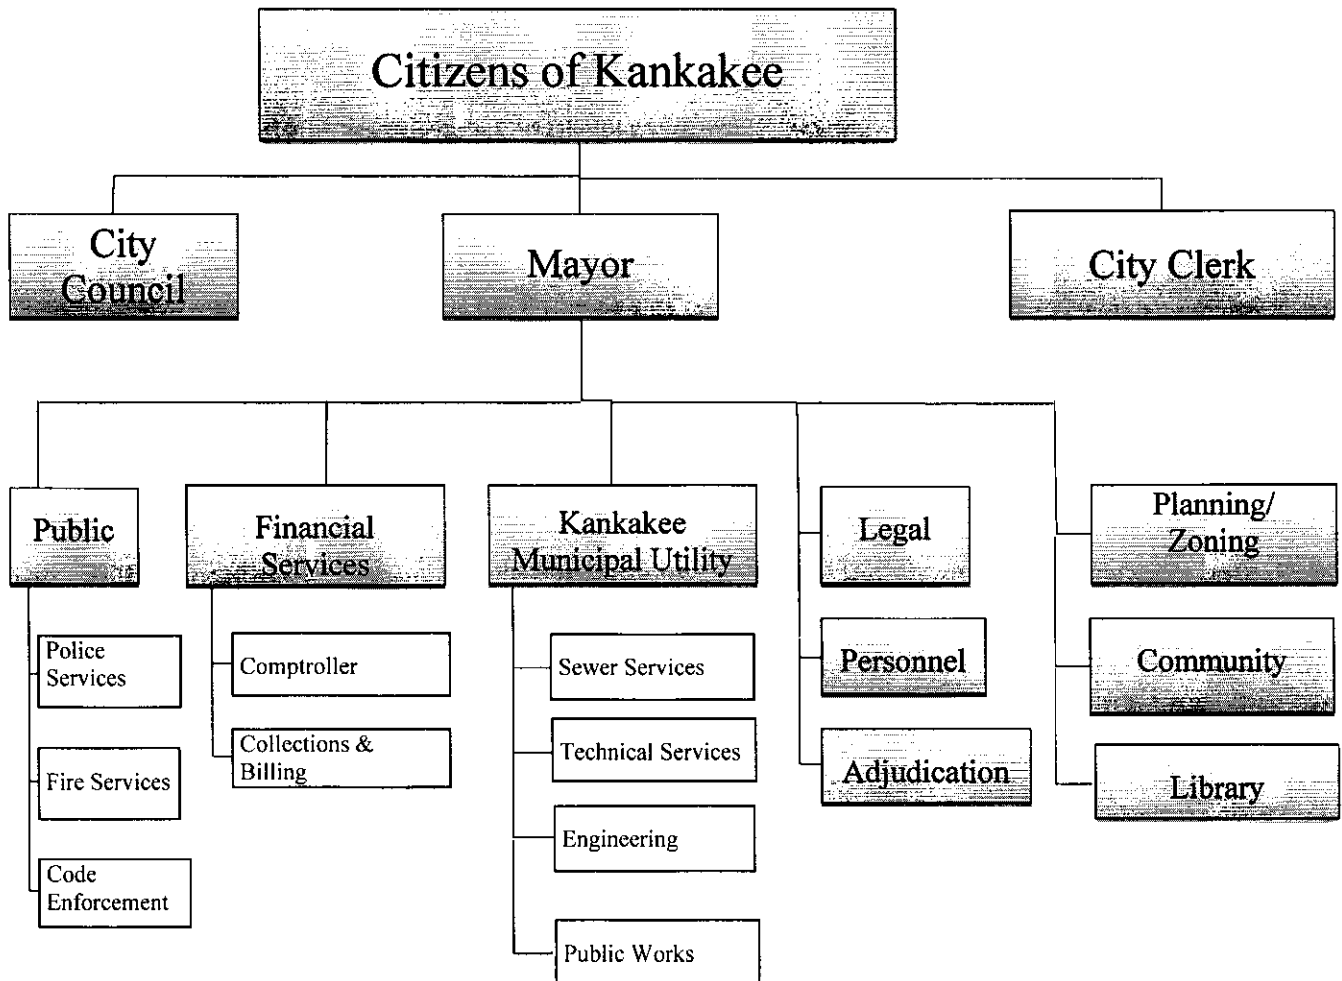 Citizens of Kankakee
City
Council
Mayor
City Clerk
Public
Financial
Services
Kankakee
Municipal Utility
Legal
Planning/
Zoning
Police
Services
Comptroller
Sewer Services
Personnel
Community
Fire Services
Collections &
Billing
Technical Services
Adjudication
Library
Code
Enforcement
Engineering
Public Works